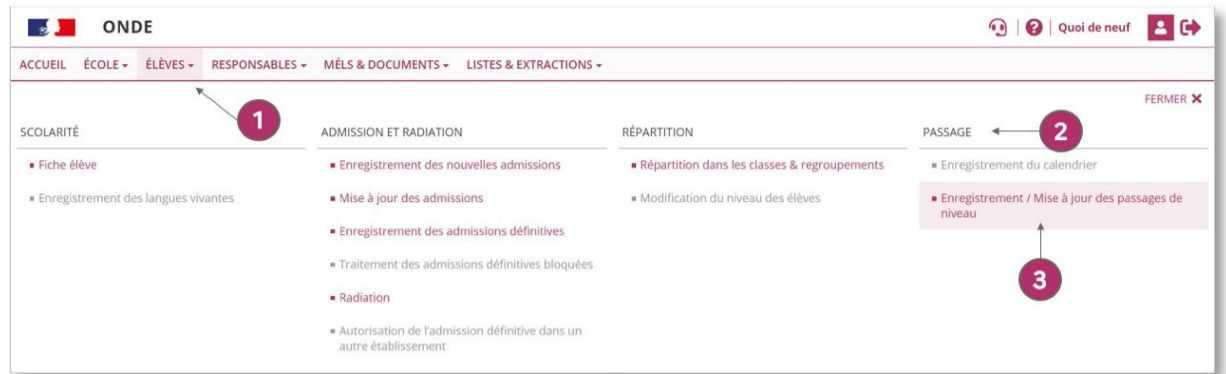 ONDE
Quoi de neuf
ACCUEIL ÉCOLE ÉLÈVES RESPONSABLES MÉLS & DOCUMENTS LISTES & EXTRACTIONS
FERMER
1
2
SCOLARITÉ
Fiche élève
Enregistrement des langues vivantes
ADMISSION ET RADIATION
Enregistrement des nouvelles admissions
Mise à jour des admissions
Enregistrement des admissions définitives
Traitement des admissions définitives bloquées
Radiation
Autorisation de l'admission définitive dans un
autre établissement
RÉPARTITION
Répartition dans les classes & regroupements
Modification du niveau des élèves
PASSAGE
Enregistrement du calendrier
Enregistrement / Mise à jour des passages de
niveau
3